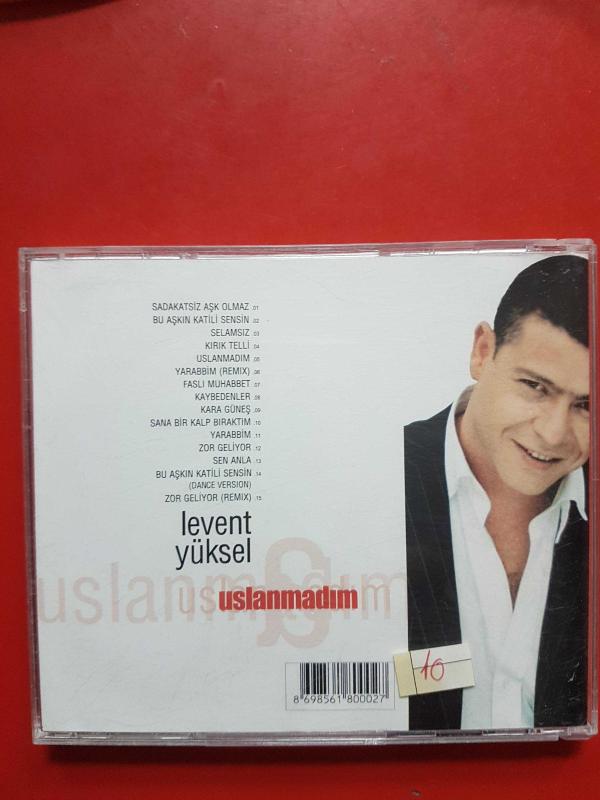 SADAKATSİZ AŞK OLMAZ .01
BU AŞKIN KATİLİ SENSİN .02
SELAMSIZ .03
KIRIK TELLİ .04
USLANMADIM .05
YARABBİM (REMIX) .06
FASLI MUHABBET .07
KAYBEDENLER .08
KARA GÜNEŞ .09
SANA BİR KALP BIRAKTIM .10
YARABBİM .11
ZOR GELİYOR .12
SEN ANLA .13
BU AŞKIN KATİLİ SENSİN .14
(DANCE VERSION)
ZOR GELİYOR (REMIX) .15
levent
yüksel
uslanmadım
8 698561 800027
10